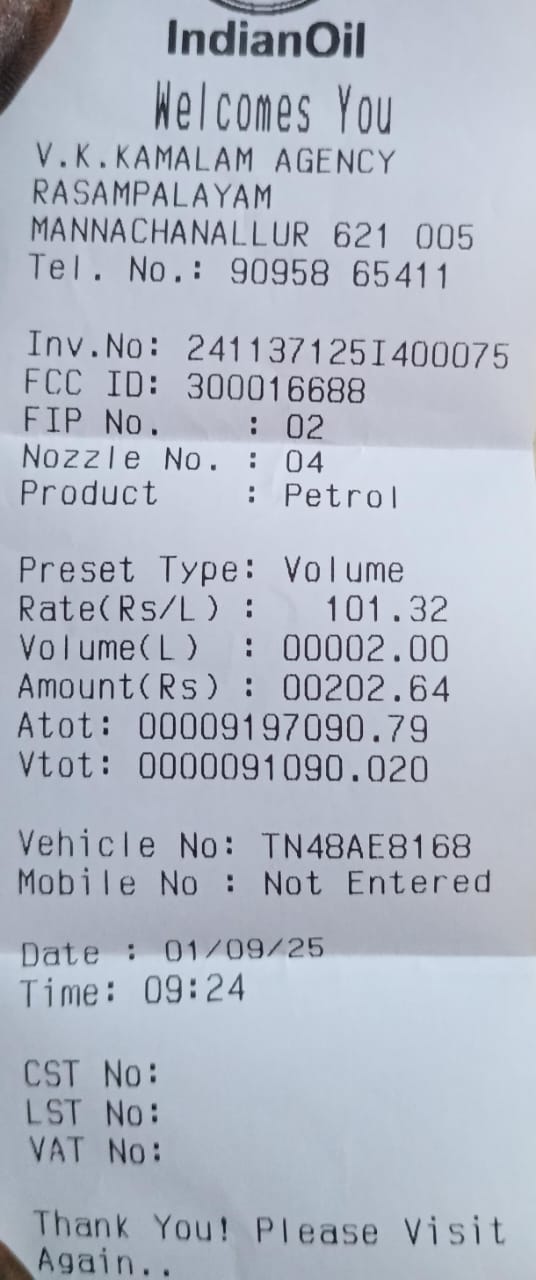 IndianOil
Welcomes You
V.K.KAMALAM AGENCY
RASAMPALAYAM
MANNACHANALLUR 621 005
Tel. No.: 90958 65411
Inv.No: 241137125I400075
FCC ID: 300016688
FIP No. : 02
Nozzle No. : 04
Product : Petrol
Preset Type: Volume
Rate(Rs/L) : 101.32
Volume(L) : 00002.00
Amount(Rs) : 00202.64
Atot: 00009197090.79
Vtot: 0000091090.020
Vehicle No: TN48AE8168
Mobile No : Not Entered
Date : 01/09/25
Time: 09:24
CST No:
LST No:
VAT No:
Thank You! Please Visit
Again..